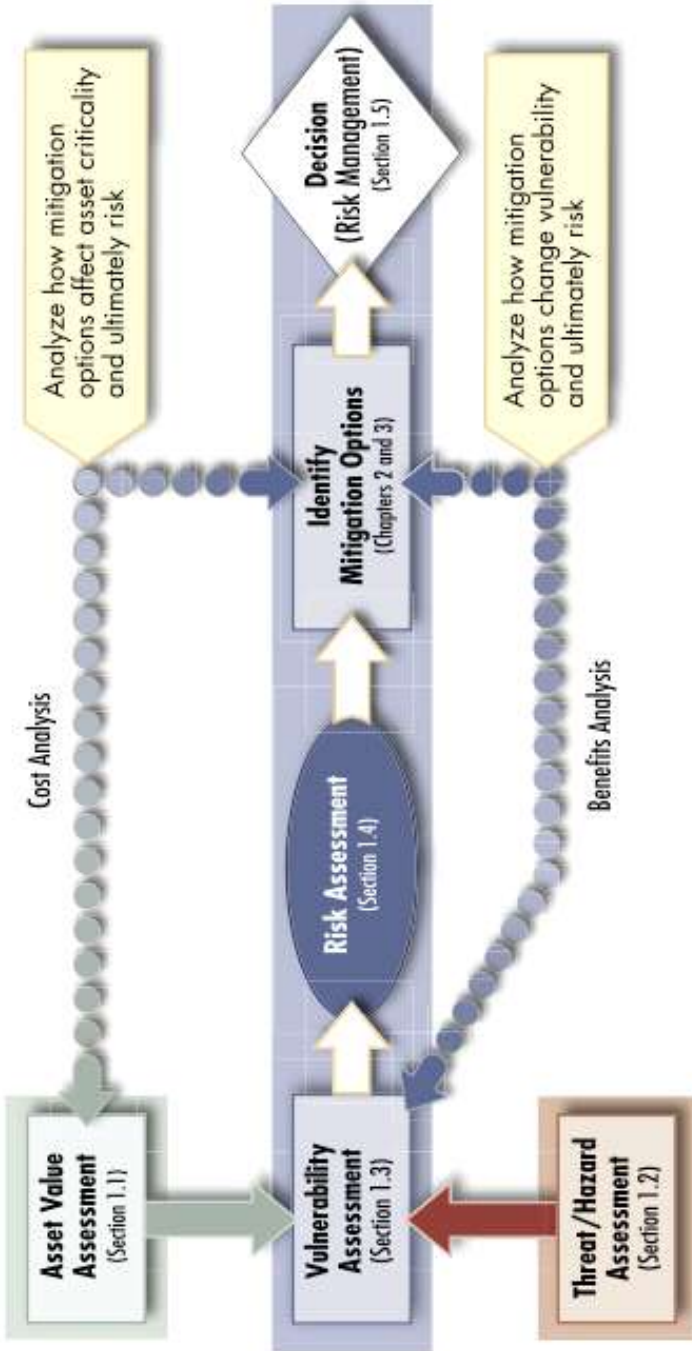 Asset Value
Assessment
(Section 1.1)
Cost Analysis
Analyze how mitigation
options affect asset criticality
and ultimately risk
Vulnerability
Assessment
(Section 1.3)
Risk Assessment
(Section 1.4)
Identify
Mitigation Options
(Chapters 2 and 3)
Decision
(Risk Management)
(Section 1.5)
Threat/Hazard
Assessment
(Section 1.2)
Benefits Analysis
Analyze how mitigation
options change vulnerability
and ultimately risk